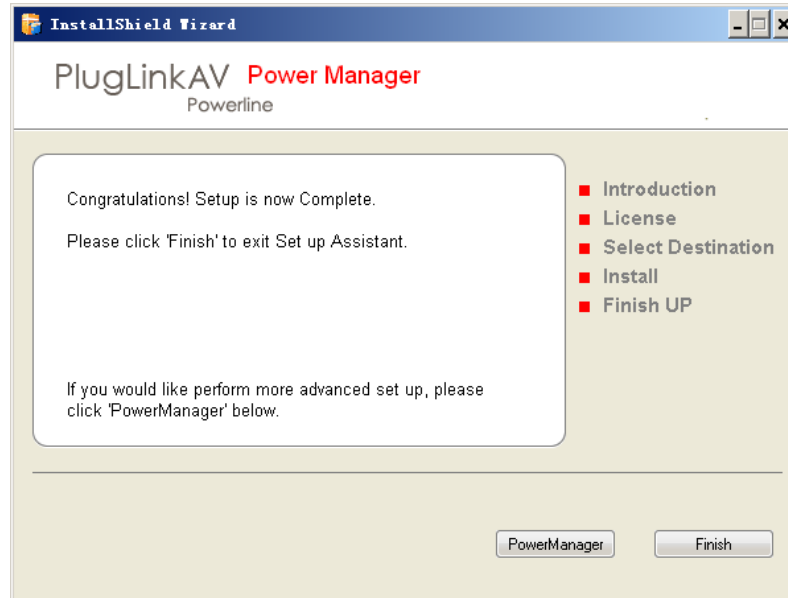 InstallShield Wizard
PlugLinkAV Power Manager
Powerline
Congratulations! Setup is now Complete.
Please click 'Finish' to exit Set up Assistant.
If you would like perform more advanced set up, please
click 'PowerManager' below.
Introduction
License
Select Destination
Install
Finish UP
PowerManager
Finish